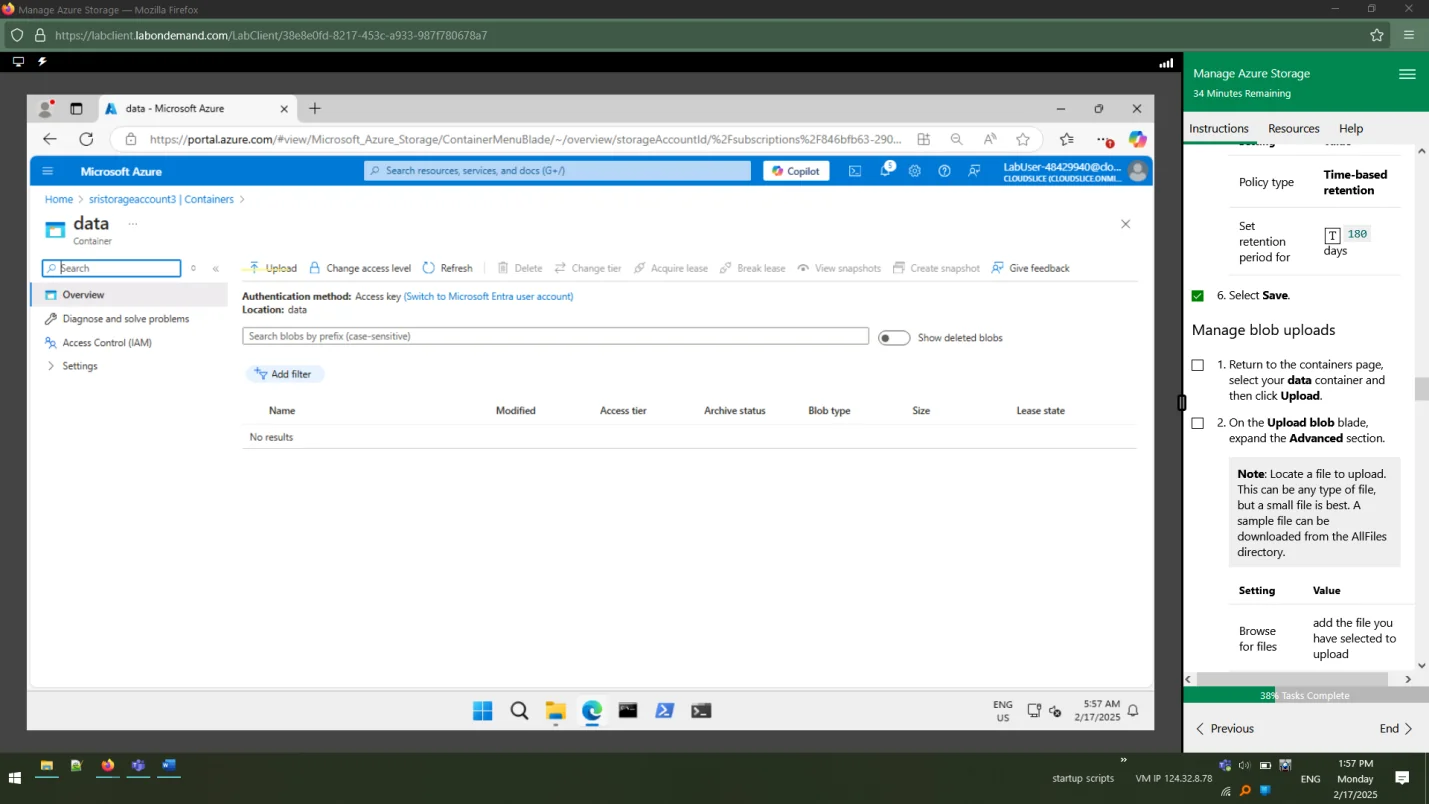 Manage Azure Storage — Mozilla Firefox
https://labclient.labondemand.com/LabClient/38e8e0fd-8217-453c-a933-987f780678a7
data - Microsoft Azure
https://portal.azure.com/#view/Microsoft_Azure_Storage/ContainerMenuBlade/~/overview/storageAccountId/%2Fsubscriptions%2F846bfb63-290...
Microsoft Azure
Search resources, services, and docs (G+/)
Copilot
5
LabUser-48429940@clo...
CLOUDSLICE (CLOUDSLICE.ONMI...
Home > sristorageaccount3 | Containers >
data ...
Container
Search
Upload
Change access level
Refresh
Delete
Change tier
Acquire lease
Break lease
View snapshots
Create snapshot
Give feedback
Overview
Diagnose and solve problems
Access Control (IAM)
Settings
Authentication method: Access key (Switch to Microsoft Entra user account)
Location: data
Search blobs by prefix (case-sensitive)
Show deleted blobs
Add filter
Name Modified Access tier Archive status Blob type Size Lease state
No results
ENG
US
5:57 AM
2/17/2025
Manage Azure Storage
34 Minutes Remaining
Instructions Resources Help
Policy type
Time-based
retention
Set
retention
period for
T 180
days
6. Select Save.
Manage blob uploads
1. Return to the containers page,
select your data container and
then click Upload.
2. On the Upload blob blade,
expand the Advanced section.
Note: Locate a file to upload.
This can be any type of file,
but a small file is best. A
sample file can be
downloaded from the AllFiles
directory.
Setting Value
Browse
for files
add the file you
have selected to
upload
38% Tasks Complete
Previous
End
startup scripts
VM IP 124.32.8.78
ENG
1:57 PM
Monday
2/17/2025